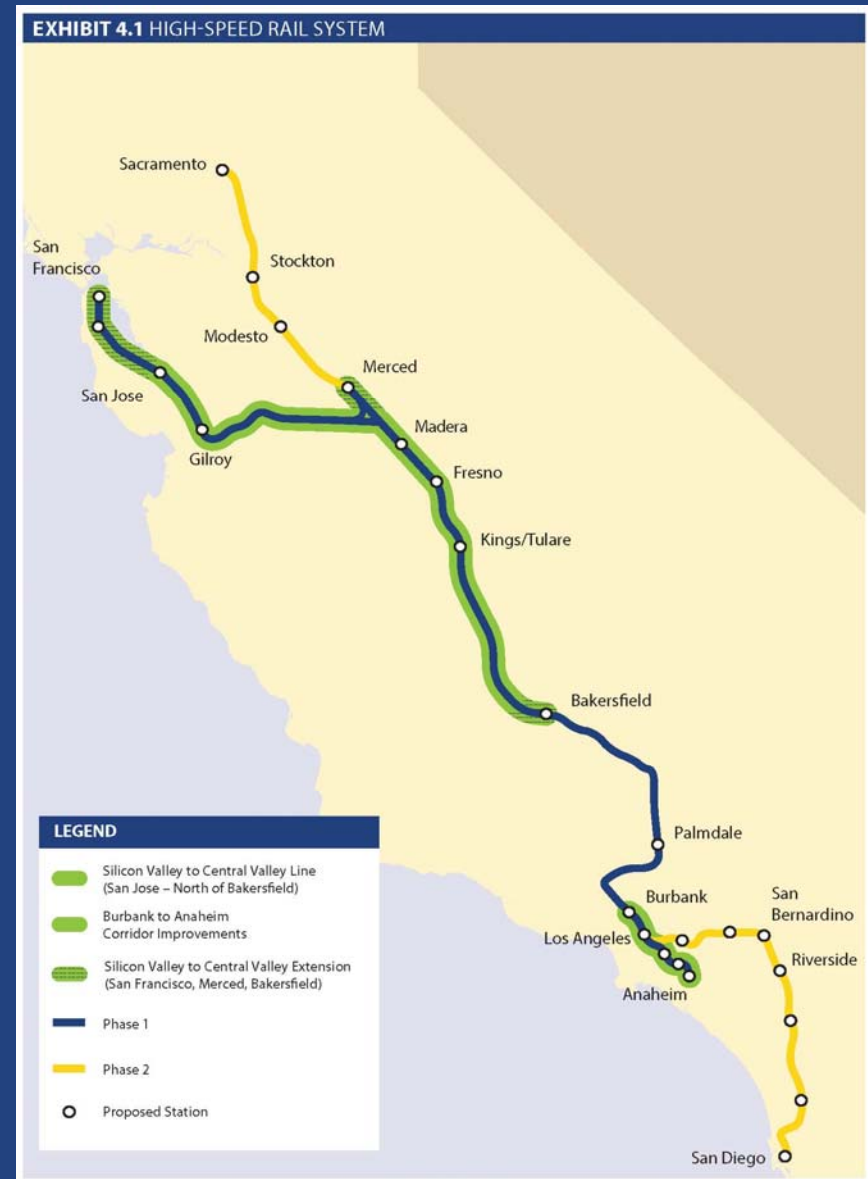 EXHIBIT 4.1 HIGH-SPEED RAIL SYSTEM
Sacramento
San
Francisco
Stockton
Modesto
Merced
San Jose
Madera
Gilroy
Fresno
Kings/Tulare
Bakersfield
Palmdale
Burbank
San
Bernardino
Los Angeles
Riverside
Anaheim
San Diego
LEGEND
Silicon Valley to Central Valley Line
(San Jose – North of Bakersfield)
Burbank to Anaheim
Corridor Improvements
Silicon Valley to Central Valley Extension
(San Francisco, Merced, Bakersfield)
Phase 1
Phase 2
Proposed Station